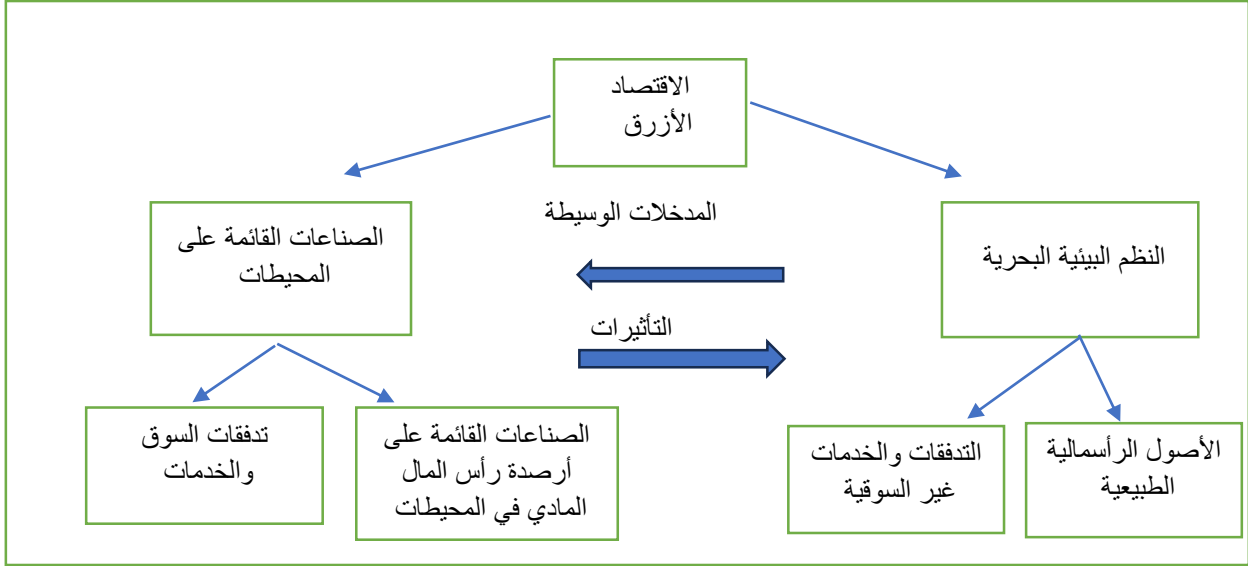 الاقتصاد
الأزرق
المدخلات الوسيطة
النظم البيئية البحرية
الصناعات القائمة على
المحيطات
التأثيرات
الأصول الرأسمالية
الطبيعية
التدفقات والخدمات
غير السوقية
الصناعات القائمة على
أرصدة رأس المال
المادي في المحيطات
تدفقات السوق
والخدمات